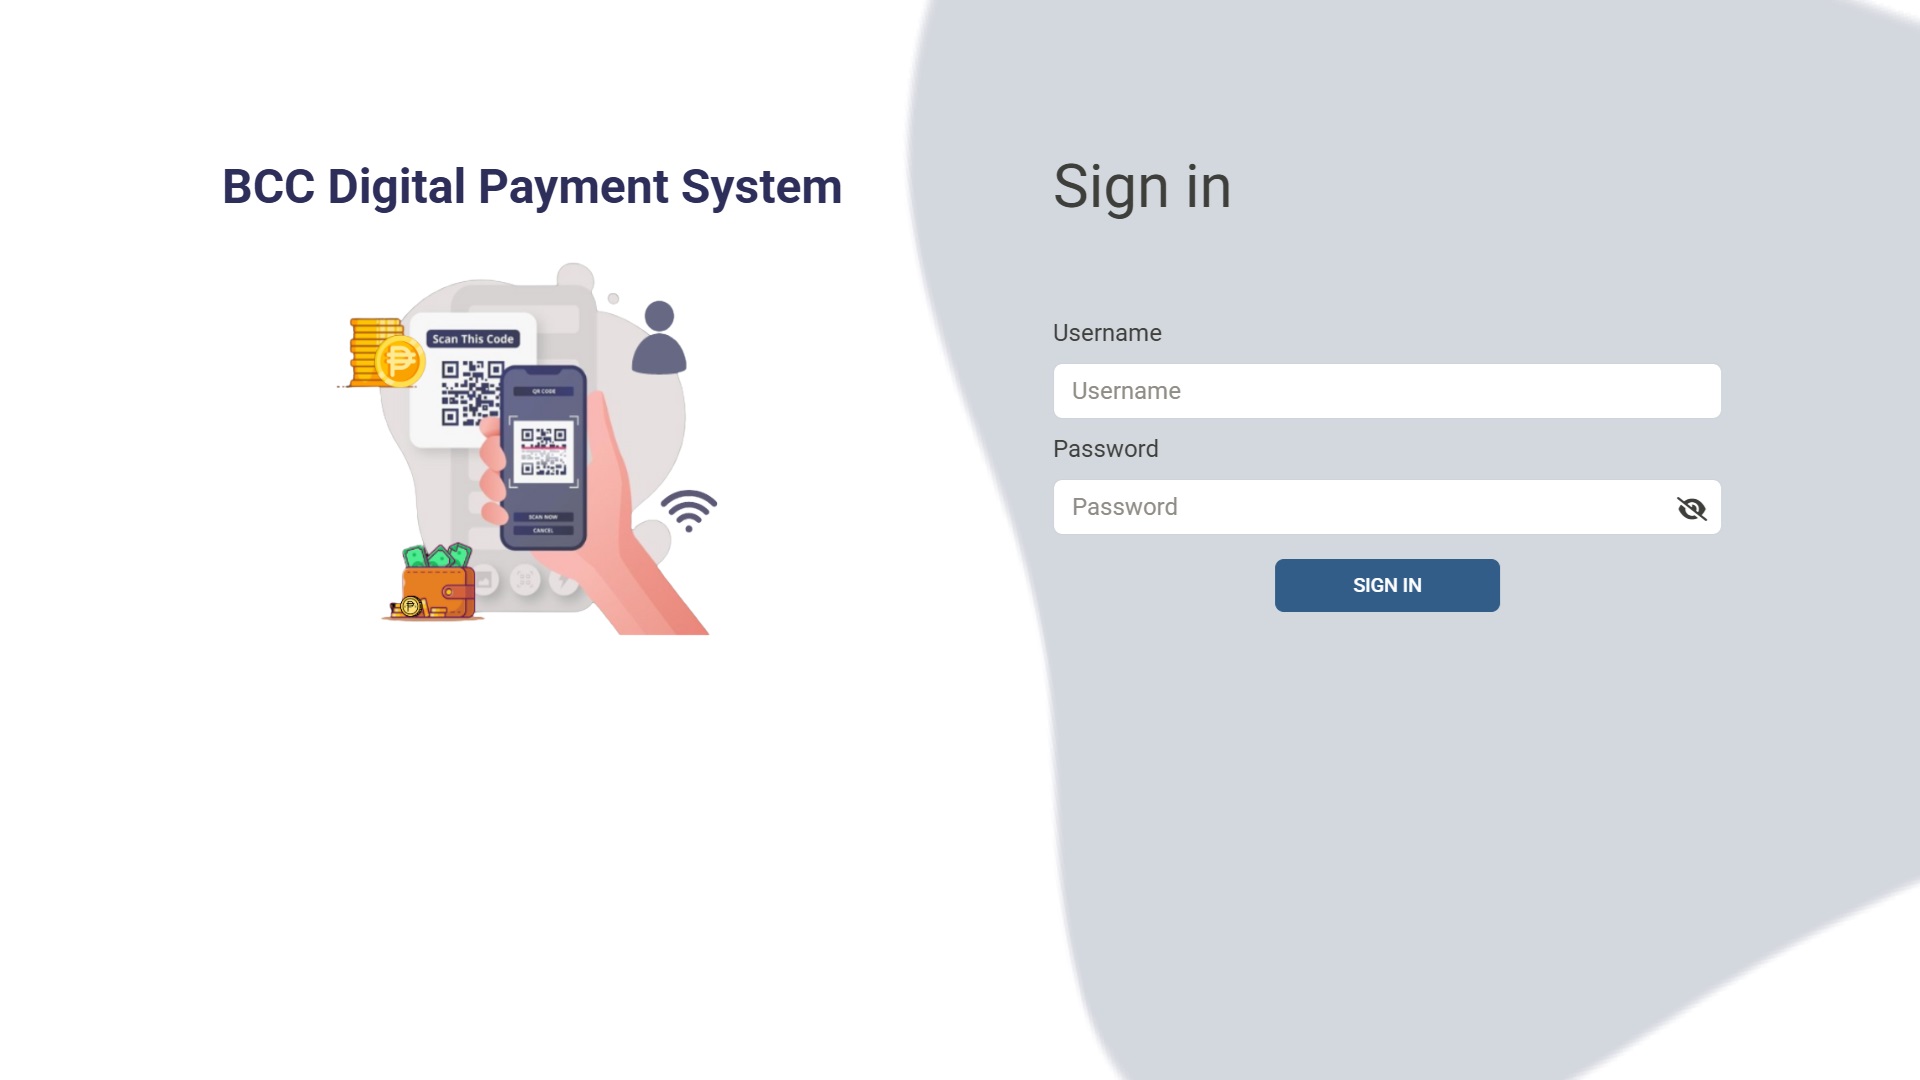 BCC Digital Payment System
Scan This Code
QR CODE
SCAN NOW
CANCEL
Sign in
Username
Username
Password
Password
SIGN IN